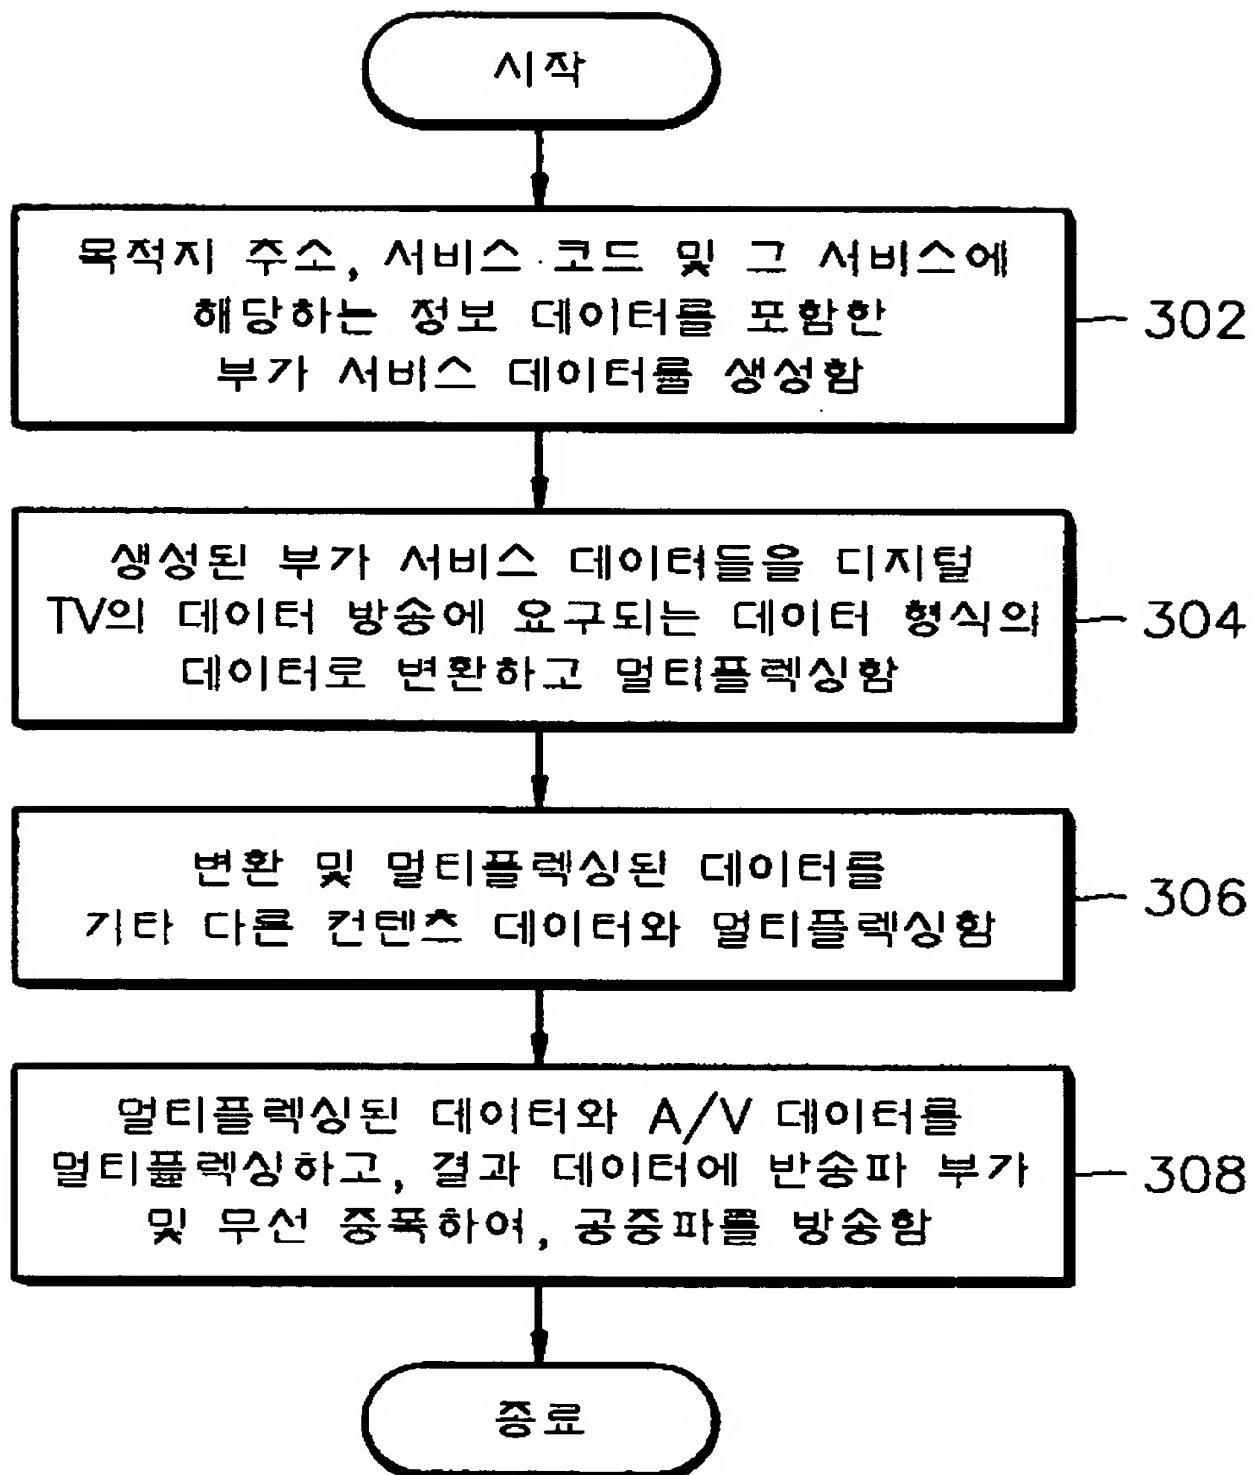 시작
목적지 주소, 서비스 코드 및 그 서비스에
해당하는 정보 데이터를 포함한
부가 서비스 데이터를 생성함
302
생성된 부가 서비스 데이터들을 디지털
TV의 데이터 방송에 요구되는 데이터 형식의
데이터로 변환하고 멀티플렉싱함
304
변환 및 멀티플렉싱된 데이터를
기타 다른 컨텐츠 데이터와 멀티플렉싱함
306
멀티플렉싱된 데이터와 A/V 데이터를
멀티플렉싱하고, 결과 데이터에 반송파 부가
및 무선 증폭하여, 공중파를 방송함
308
종료